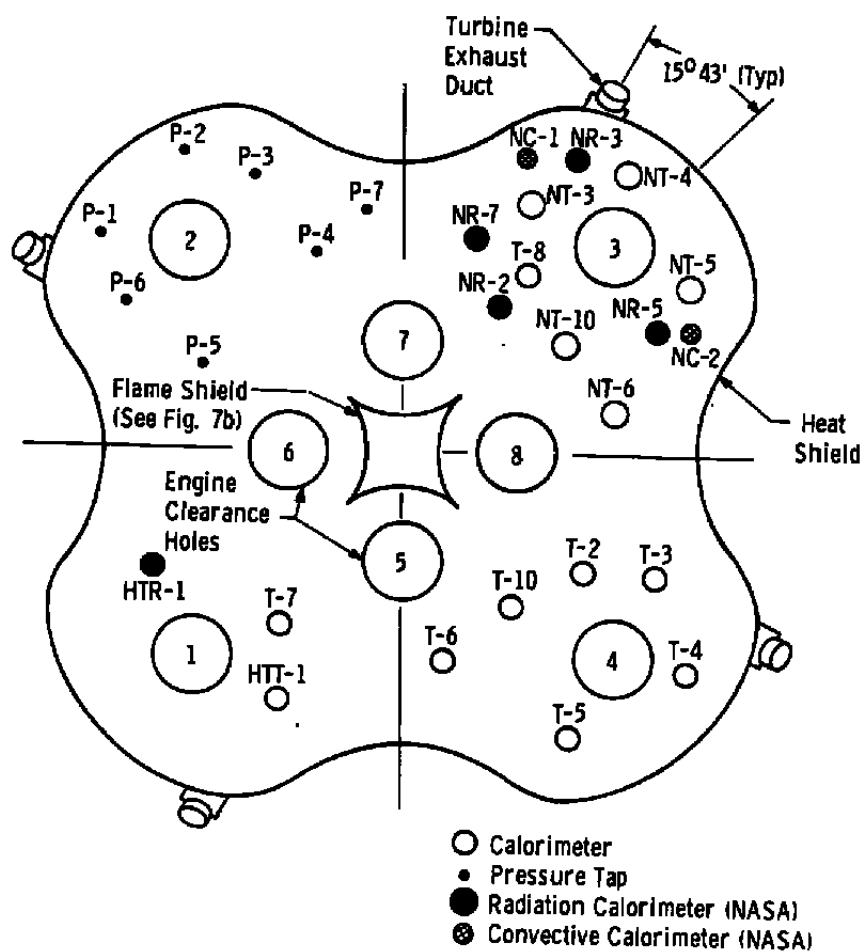 Turbine
Exhaust
Duct
15° 43' (Typ)
P-2
P-3
P-7
P-1
P-4
P-6
P-5
2
NC-1
NR-3
NT-4
NT-3
NR-7
3
T-8
NT-5
NR-2
NR-5
NT-10
NC-2
NT-6
7
Flame Shield
(See Fig. 7b)
6
8
Heat
Shield
Engine
Clearance
Holes
5
HTR-1
T-7
1
HTT-1
T-2
T-3
T-10
T-6
4
T-4
T-5
Calorimeter
Pressure Tap
Radiation Calorimeter (NASA)
Convective Calorimeter (NASA)